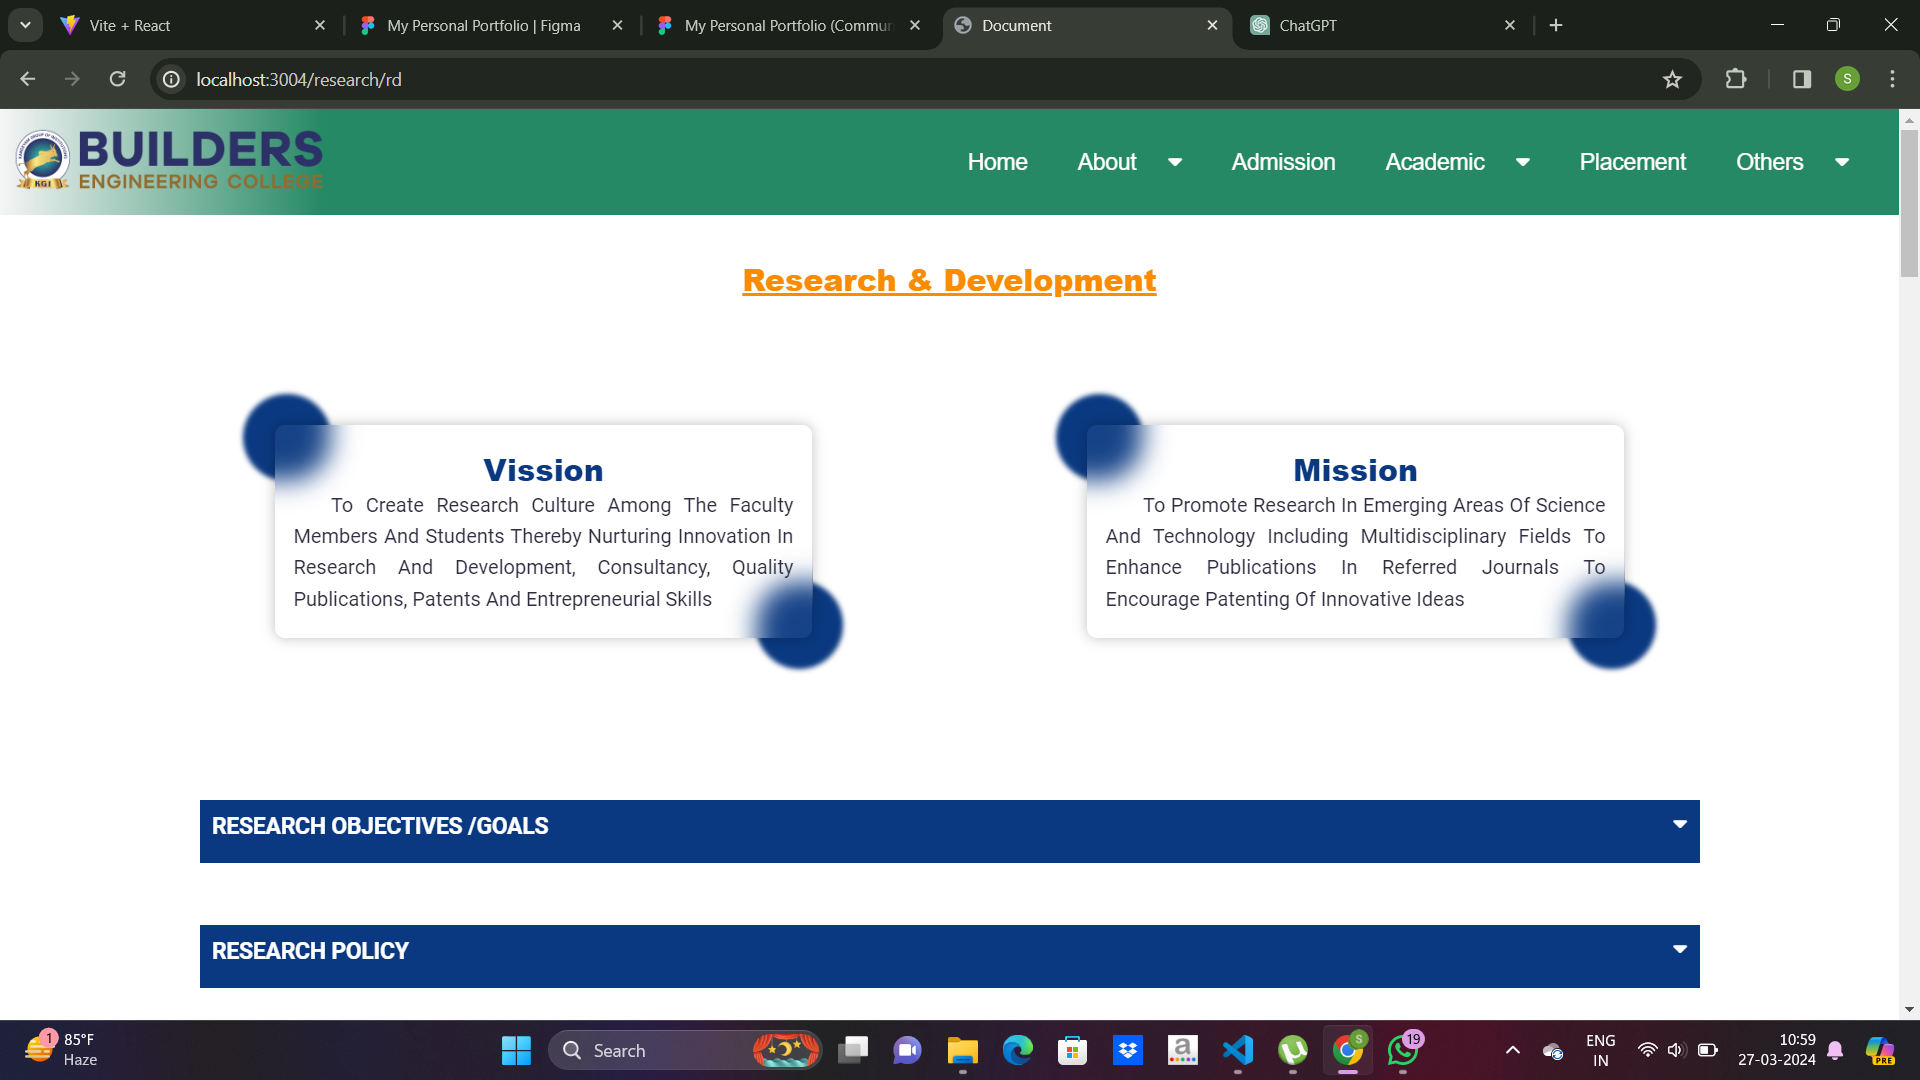 Vite + React
My Personal Portfolio | Figma
My Personal Portfolio (Commun
Document
ChatGPT
localhost:3004/research/rd
S
KGI
BUILDERS
ENGINEERING COLLEGE
Home
About
Admission
Academic
Placement
Others
Research & Development
Vission
To Create Research Culture Among The Faculty
Members And Students Thereby Nurturing Innovation In
Research And Development, Consultancy, Quality
Publications, Patents And Entrepreneurial Skills
Mission
To Promote Research In Emerging Areas Of Science
And Technology Including Multidisciplinary Fields To
Enhance Publications In Referred Journals To
Encourage Patenting Of Innovative Ideas
RESEARCH OBJECTIVES /GOALS
RESEARCH POLICY
1
85°F
Haze
Search
a
S
19
ENG
IN
10:59
27-03-2024
PRE